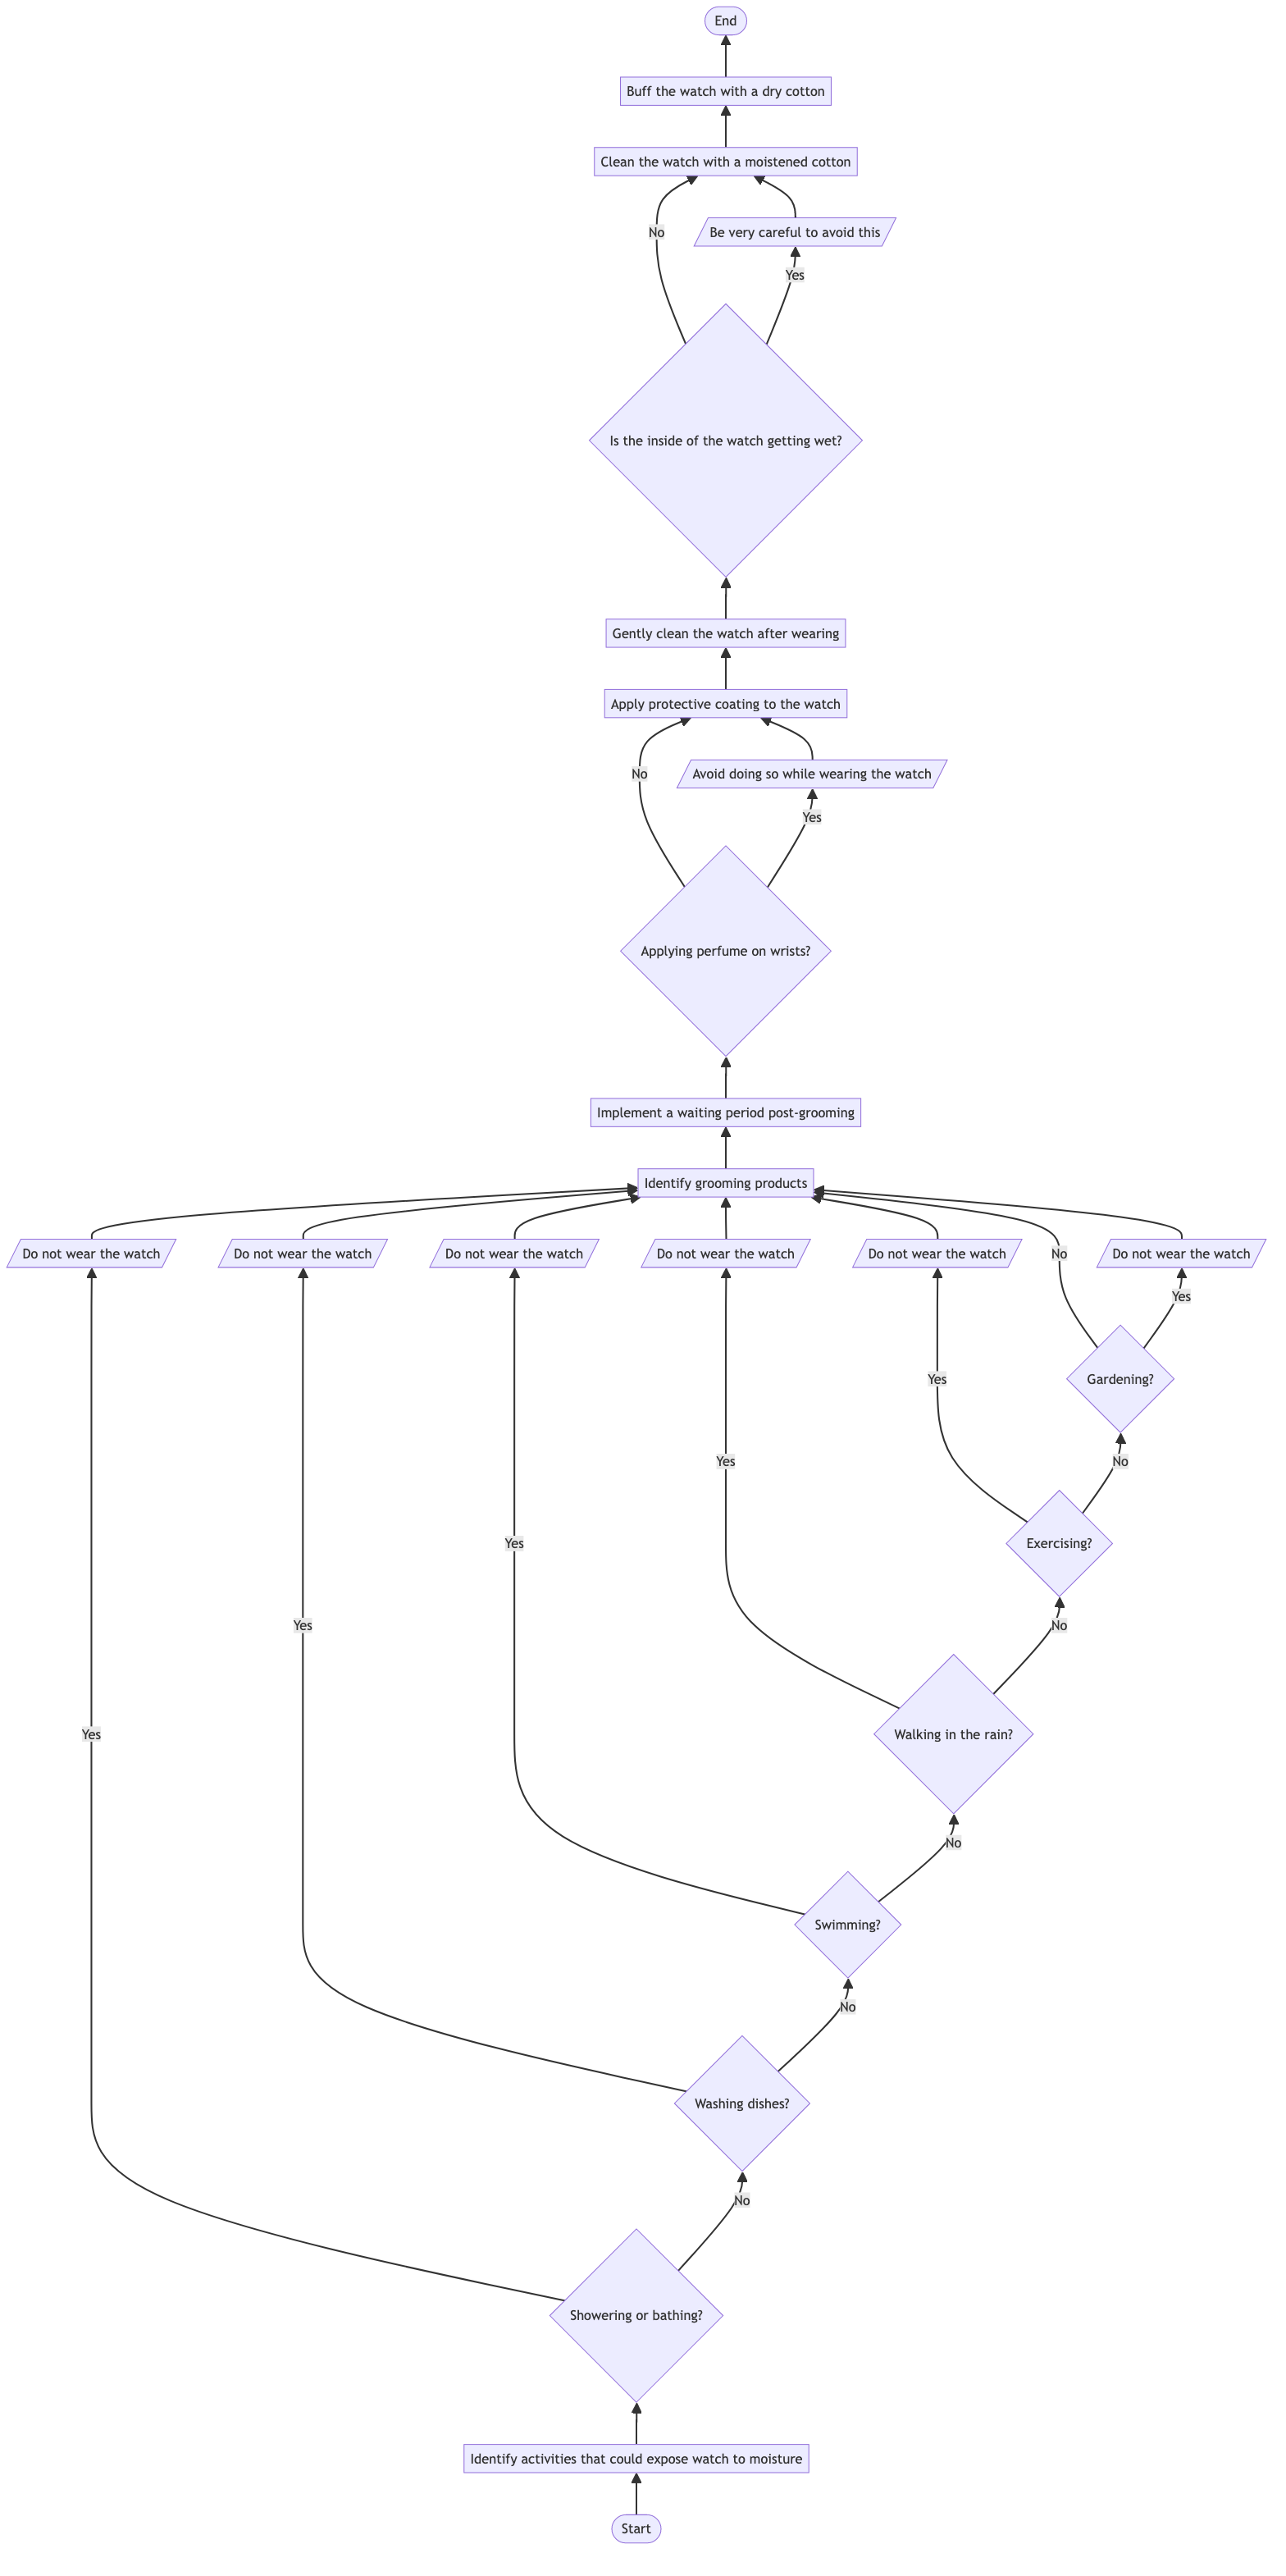 End
Buff the watch with a dry cotton
Clean the watch with a moistened cotton
No
Be very careful to avoid this
Yes
Is the inside of the watch getting wet?
Gently clean the watch after wearing
Apply protective coating to the watch
No
Avoid doing so while wearing the watch
Yes
Applying perfume on wrists?
Implement a waiting period post-grooming
Identify grooming products
Do not wear the watch
Do not wear the watch
Do not wear the watch
Do not wear the watch
Do not wear the watch
No
Do not wear the watch
Yes
Yes
Gardening?
Yes
No
Yes
Exercising?
Yes
No
Yes
Walking in the rain?
No
Swimming?
No
Washing dishes?
No
Showering or bathing?
Identify activities that could expose watch to moisture
Start